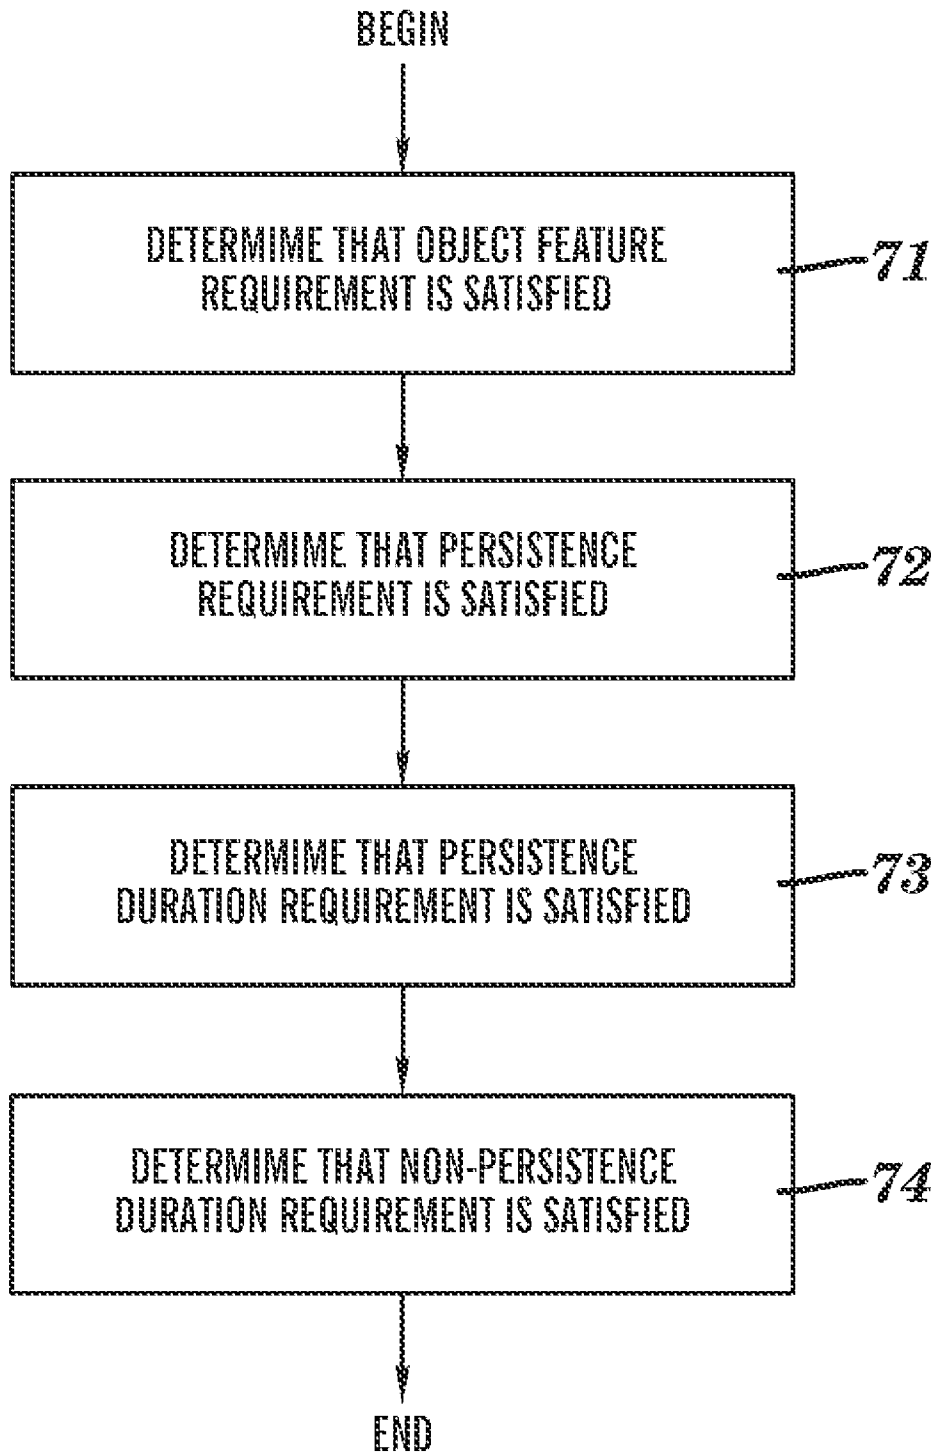 BEGIN
DETERMIME THAT OBJECT FEATURE
REQUIREMENT IS SATISFIED
71
DETERMIME THAT PERSISTENCE
REQUIREMENT IS SATISFIED
72
DETERMIME THAT PERSISTENCE
DURATION REQUIREMENT IS SATISFIED
73
DETERMIME THAT NON-PERSISTENCE
DURATION REQUIREMENT IS SATISFIED
74
END